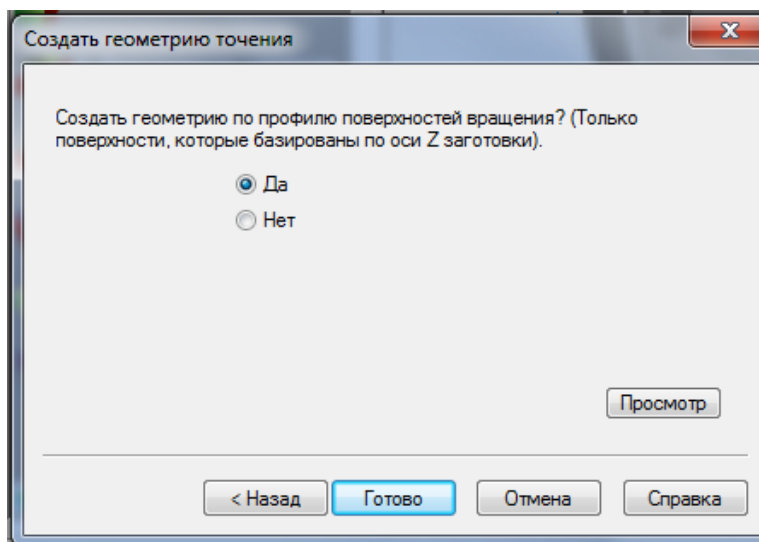 Создать геометрию точения
Создать геометрию по профилю поверхностей вращения? (Только
поверхности, которые базированы по оси Z заготовки).
Да
Нет
Просмотр
< Назад Готово Отмена Справка